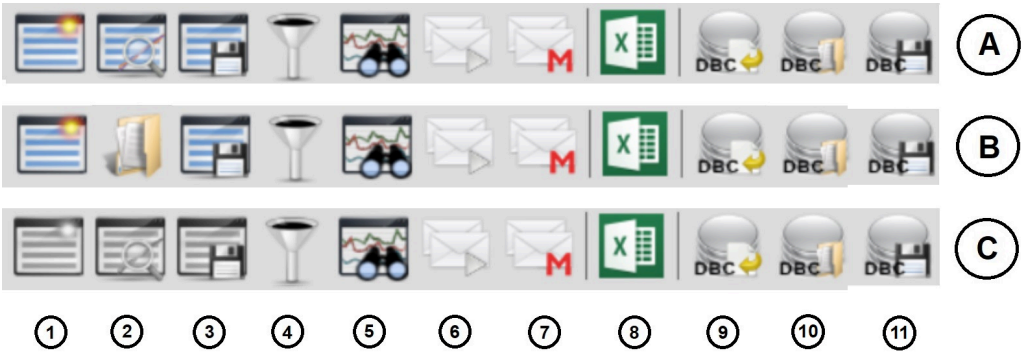 M X DBC DBC DBC A
M X DBC DBC DBC B
M X DBC DBC DBC C
1 2 3 4 5 6 7 8 9 10 11